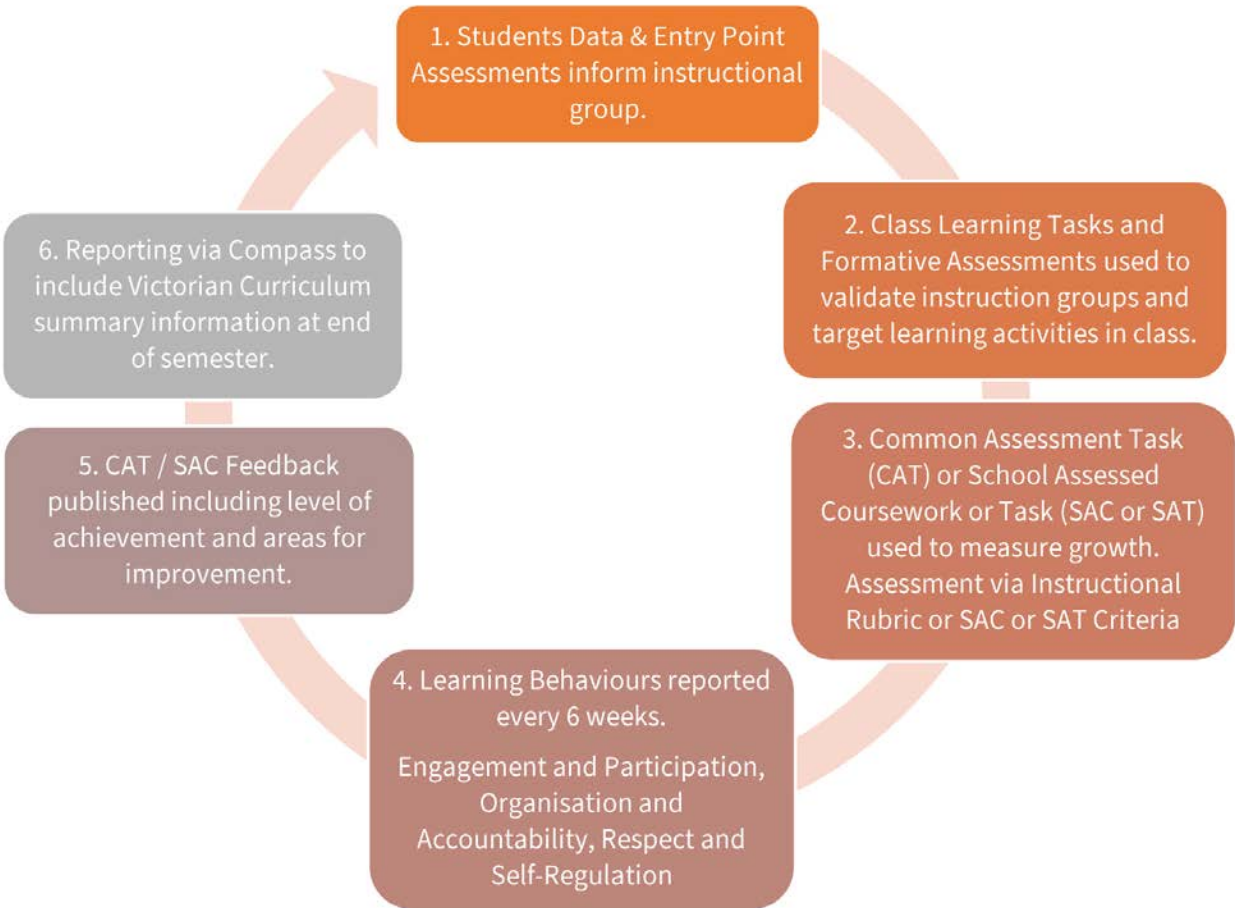 1. Students Data & Entry Point
Assessments inform instructional
group.
2. Class Learning Tasks and
Formative Assessments used to
validate instruction groups and
target learning activities in class.
3. Common Assessment Task
(CAT) or School Assessed
Coursework or Task (SAC or SAT)
used to measure growth.
Assessment via Instructional
Rubric or SAC or SAT Criteria
4. Learning Behaviours reported
every 6 weeks.
Engagement and Participation,
Organisation and
Accountability, Respect and
Self-Regulation
5. CAT / SAC Feedback
published including level of
achievement and areas for
improvement.
6. Reporting via Compass to
include Victorian Curriculum
summary information at end
of semester.